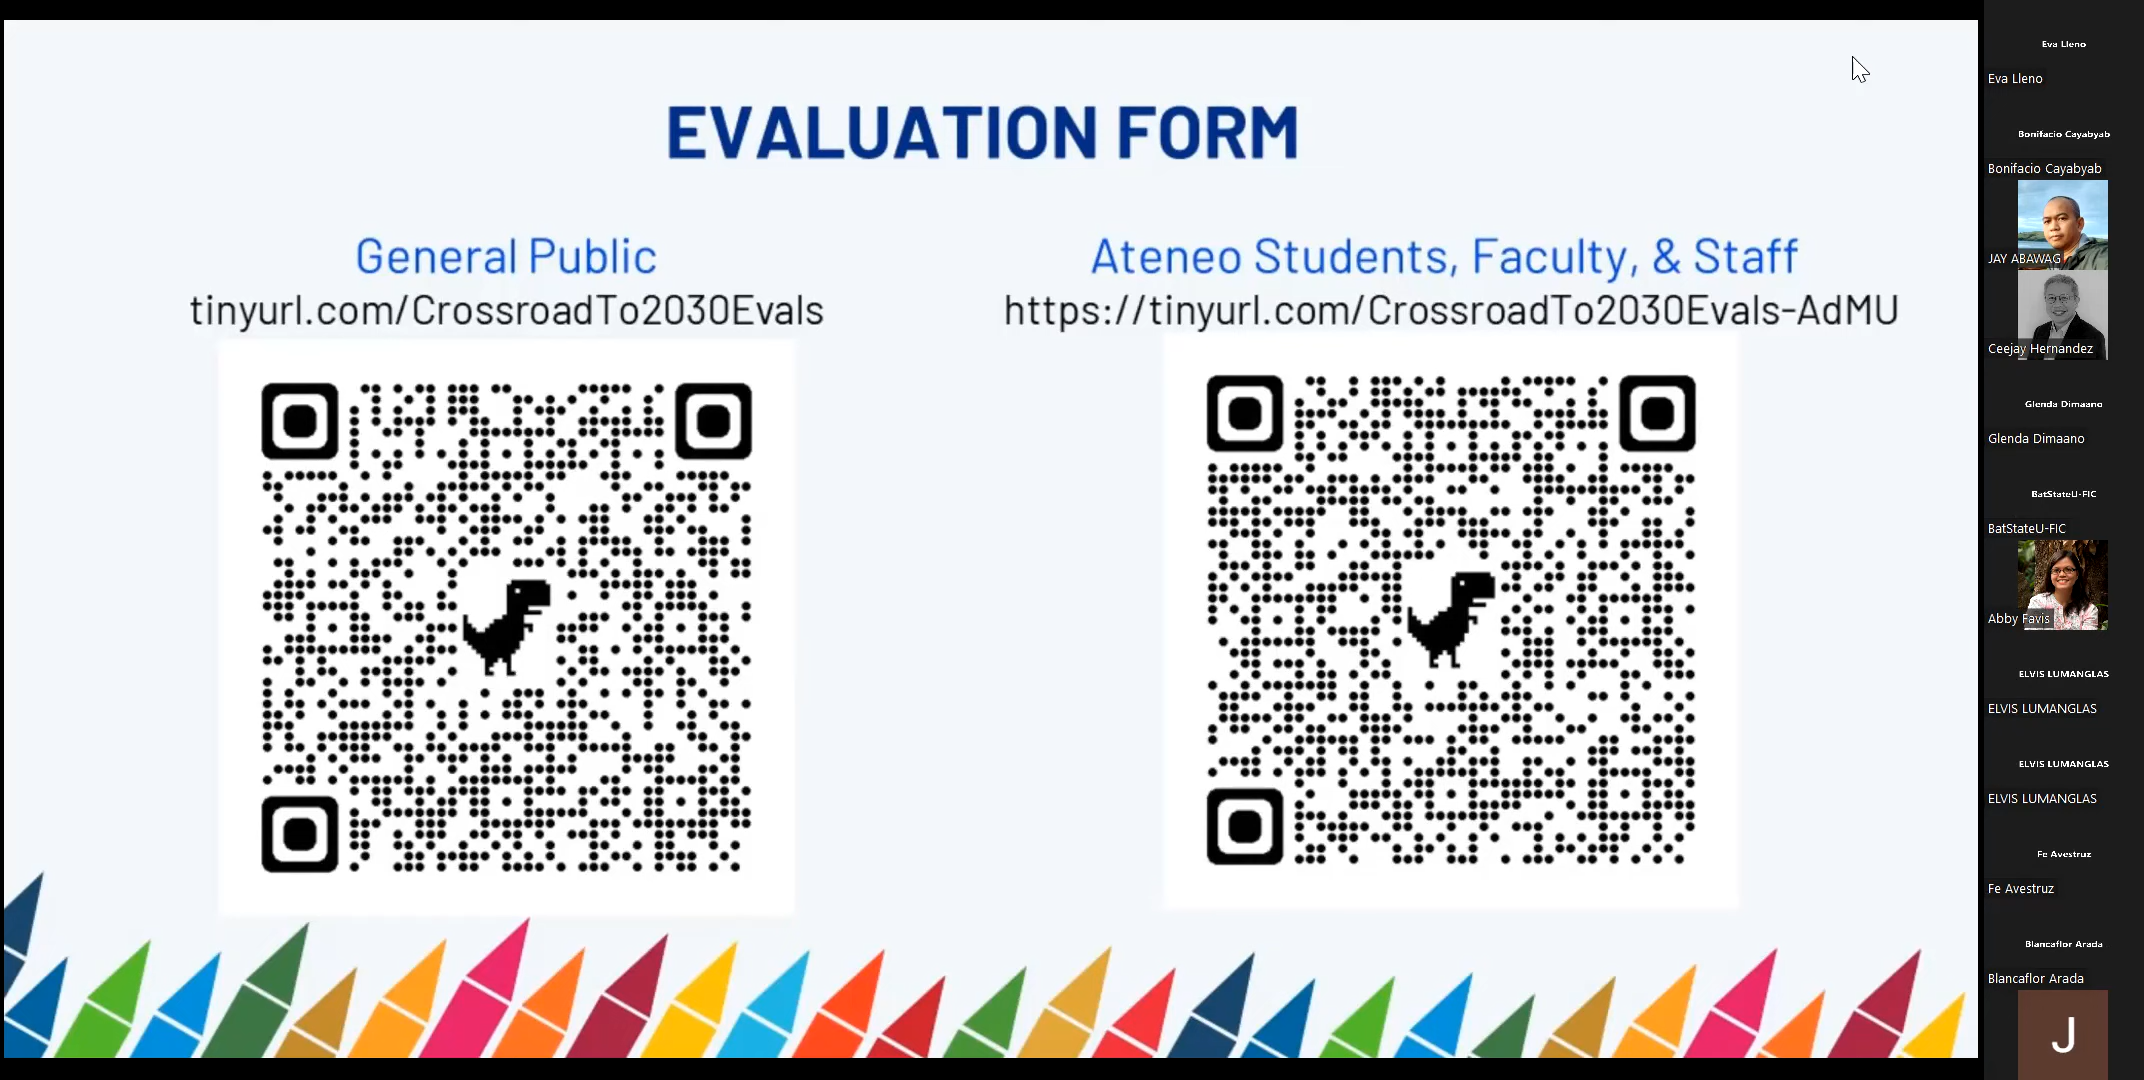 EVALUATION FORM
General Public
tinyurl.com/CrossroadTo2030Evals
Ateneo Students, Faculty, & Staff
https://tinyurl.com/CrossroadTo2030Evals-AdMU
Eva Lleno
Eva Lleno
Bonifacio Cayabyab
Bonifacio Cayabyab
JAY ABAWAG
Ceejay Hernandez
Glenda Dimaano
Glenda Dimaano
BatStateU-FIC
BatStateU-FIC
Abby Favis
ELVIS LUMANGLAS
ELVIS LUMANGLAS
ELVIS LUMANGLAS
ELVIS LUMANGLAS
Fe Avestruz
Fe Avestruz
Blancaflor Arada
Blancaflor Arada
J